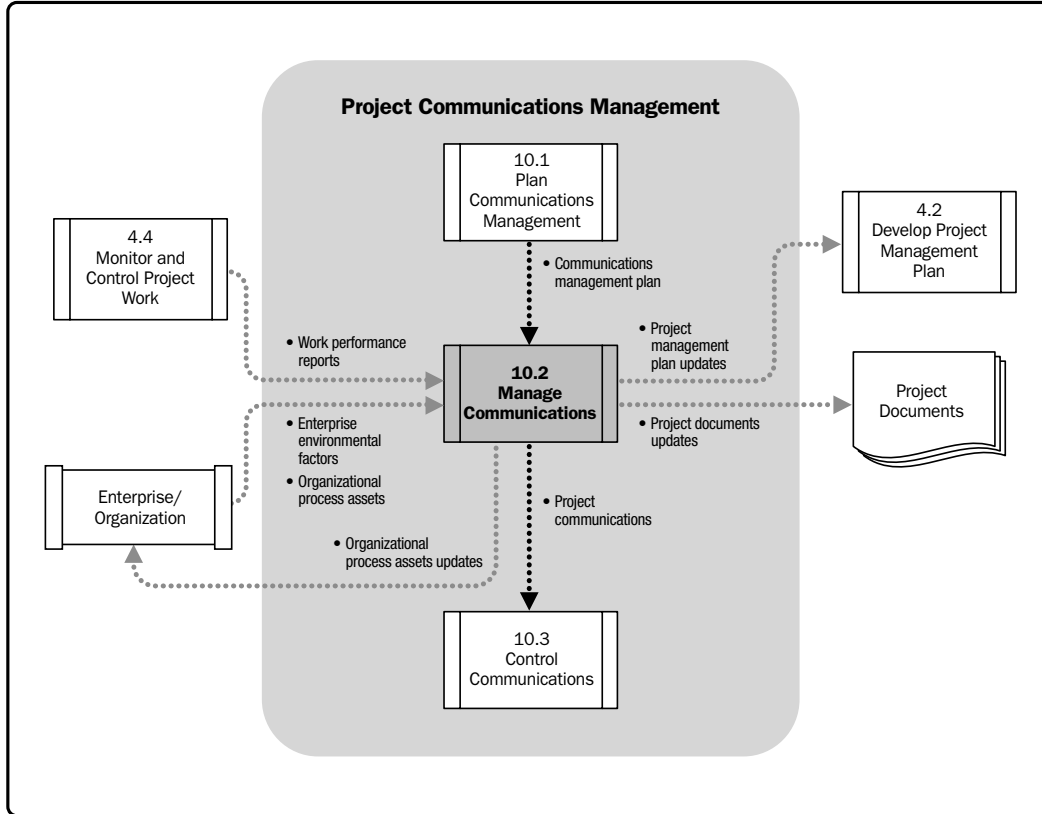 Project Communications Management
10.1
Plan
Communications
Management
4.2
Develop Project
Management
Plan
4.4
Monitor and
Control Project
Work
• Communications
management plan
• Work performance
reports
• Project
management
plan updates
10.2
Manage
Communications
Project
Documents
• Enterprise
environmental
factors
• Organizational
process assets
• Project documents
updates
Enterprise/
Organization
• Project
communications
• Organizational
process assets updates
10.3
Control
Communications